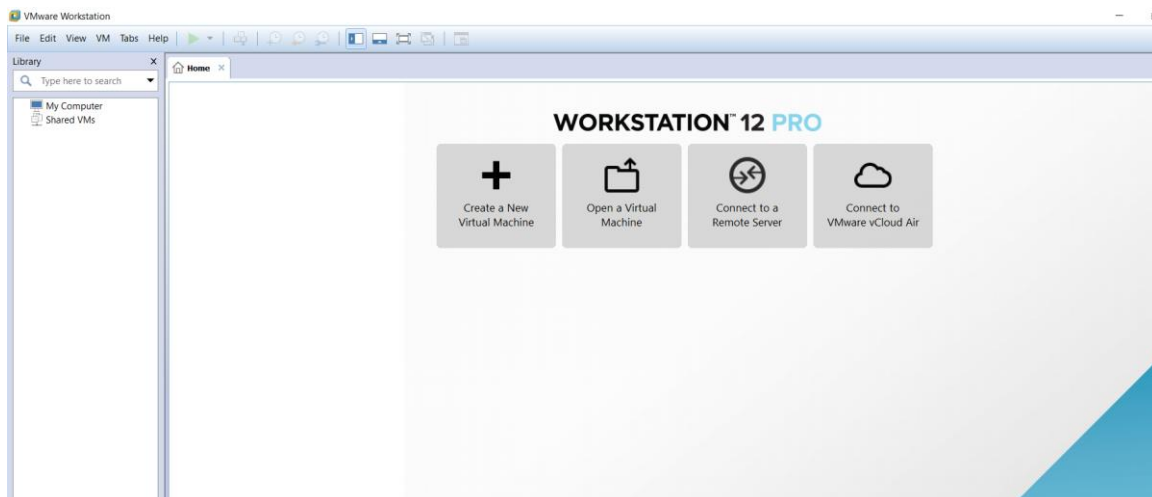 VMware Workstation
File Edit View VM Tabs Help
Library X
Home ×
Type here to search
My Computer
Shared VMs
WORKSTATION™ 12 PRO
Create a New
Virtual Machine
Open a Virtual
Machine
Connect to a
Remote Server
Connect to
VMware vCloud Air